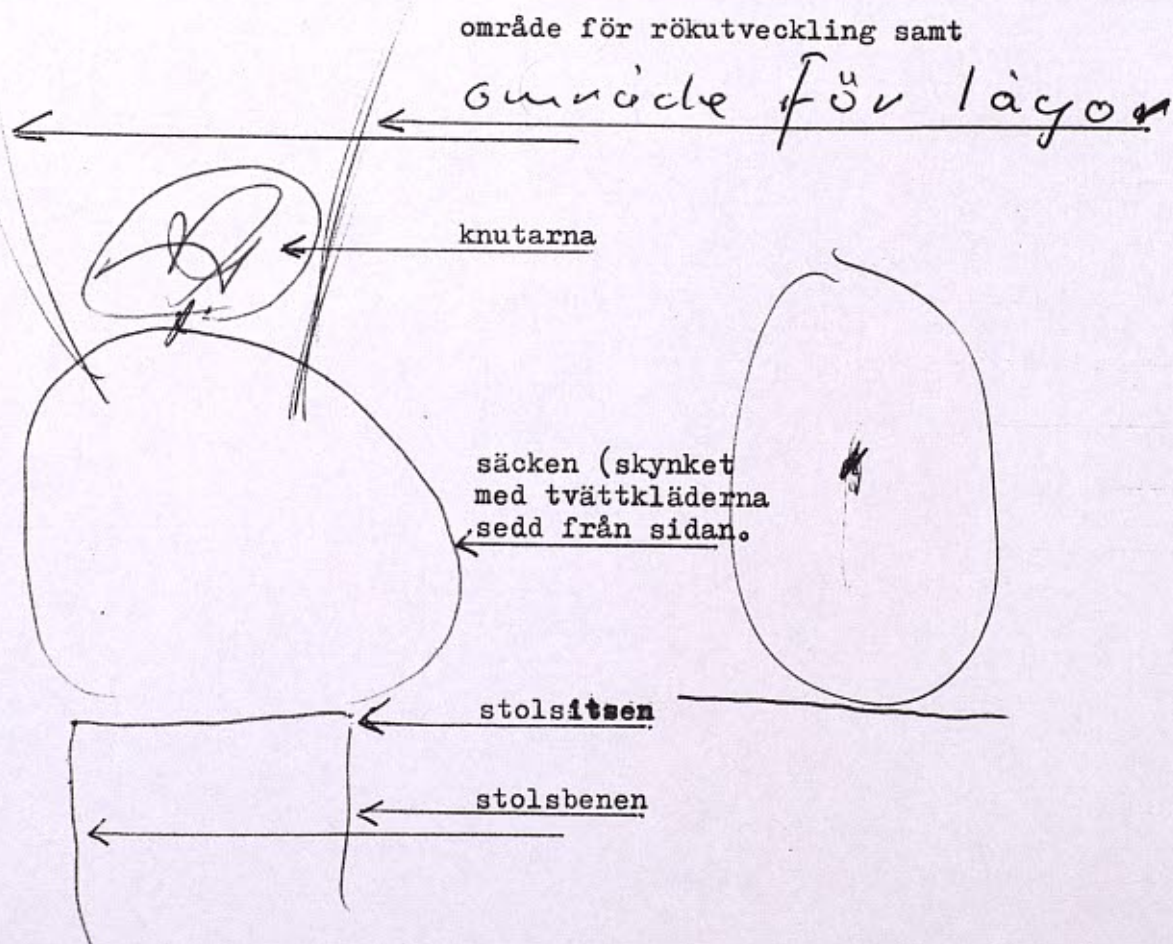 område för rökutveckling samt
område för lågor
knutarna
säcken (skynket
med tvättkläderna
sedd från sidan.
stolsitsen
stolsbenen